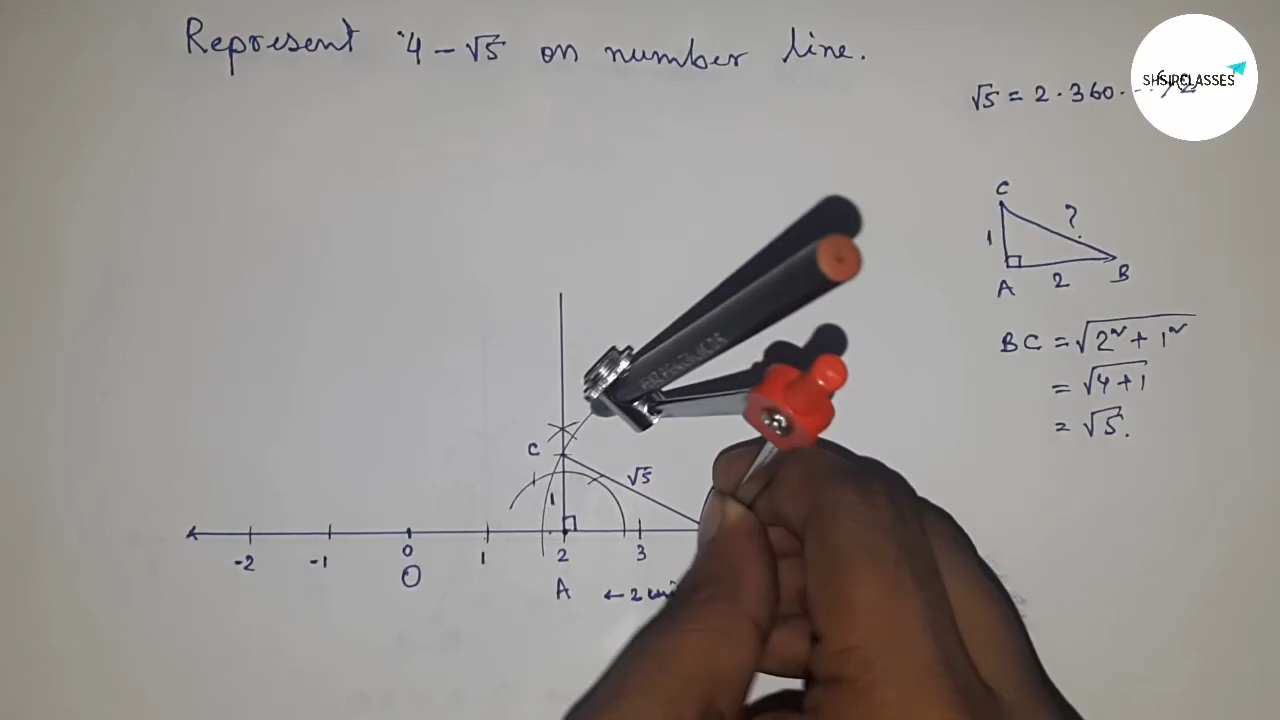 Represent 4 - √5 on number line.
SHSIRCLASSES
√5 = 2.360
C
?
1
A
2
B
BC = √2² + 1²
= √4+1
= √5.
C
√5
1
-2 -1 0 1 2 3
O
A
← 2